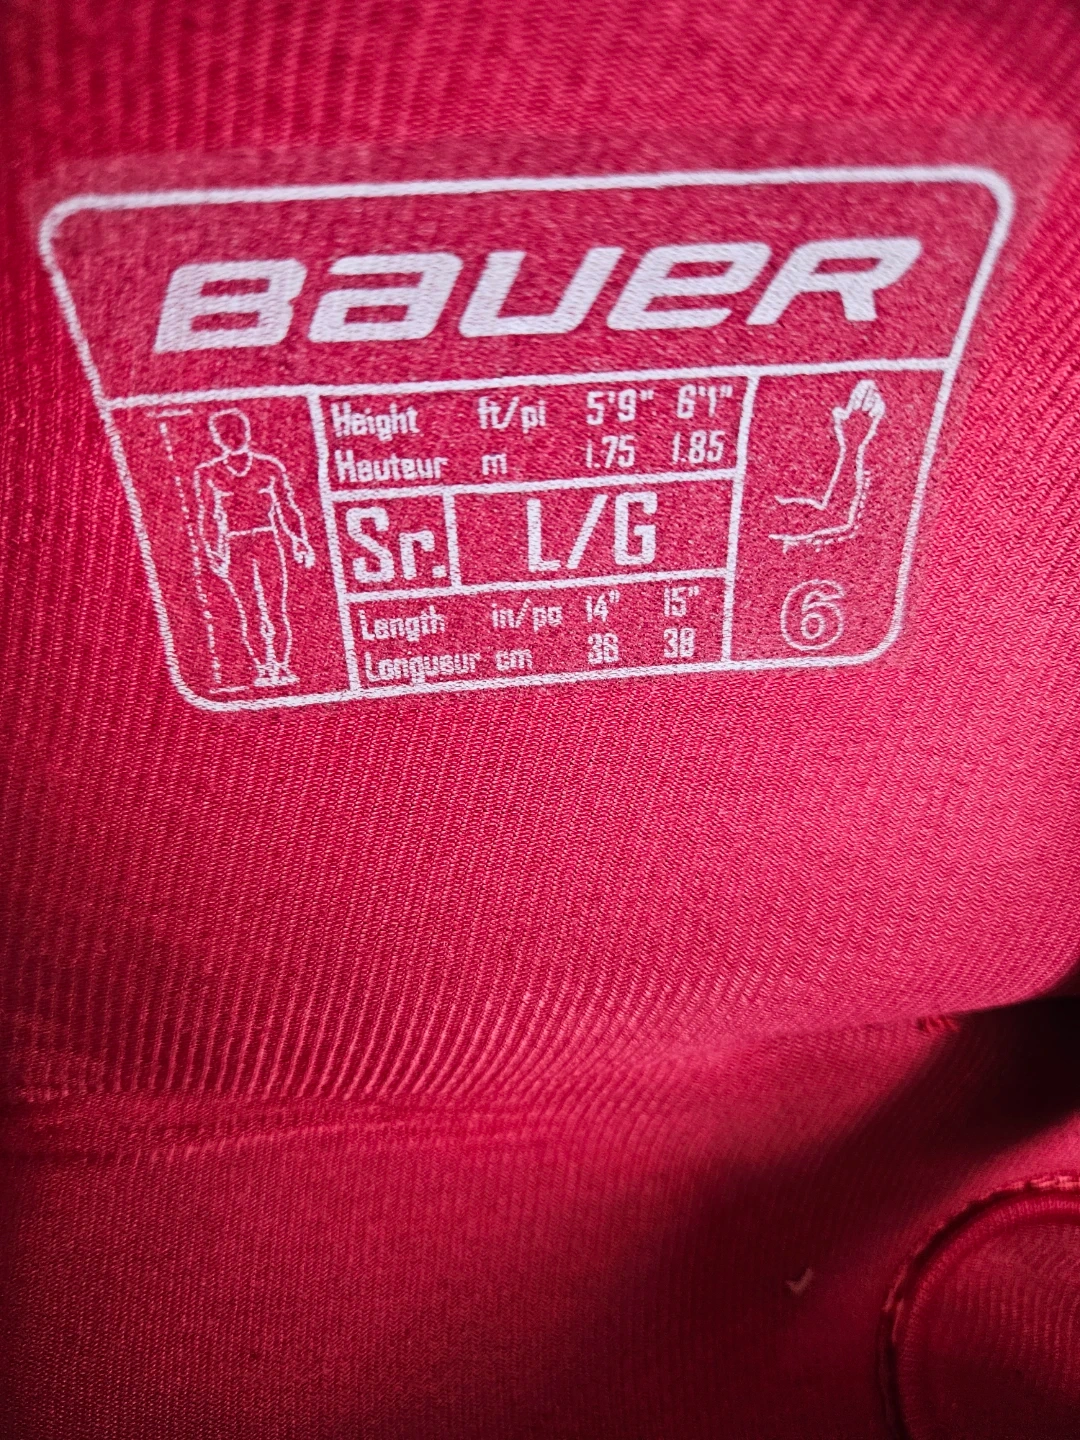 BAUER
Height ft/pi 5'9" 6'1"
Hauteur m 1.75 1.85
Sr. L/G
Length in/po 14" 15"
Longueur cm 36 38
6